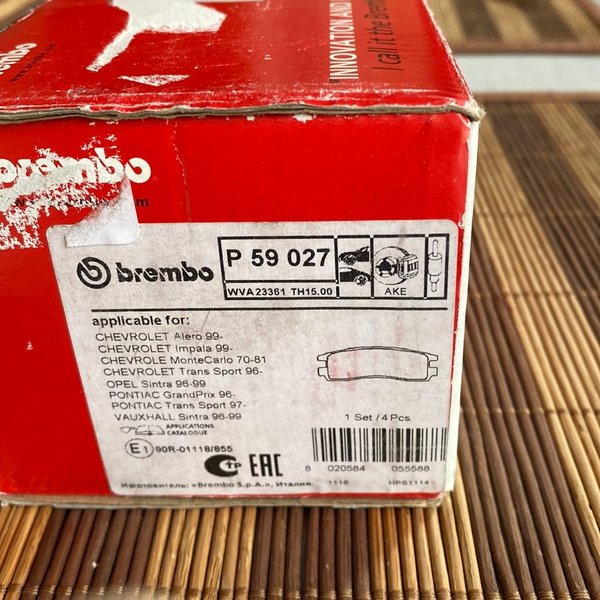 brembo
INNOVATION AND
I call it the Brem
brembo
brembo
P 59 027
WVA 23361 TH15.00
AKE
applicable for:
CHEVROLET Alero 99-
CHEVROLET Impala 99-
CHEVROLE MonteCarlo 70-81
CHEVROLET Trans Sport 96-
OPEL Sintra 96-99
PONTIAC GrandPrix 96-
PONTIAC Trans Sport 97-
VAUXHALL Sintra 96-99
APPLICATIONS
CATALOGUE
1 Set / 4 Pcs
E1 90R-01118/855
EAC
8 020584 055588
Изготовитель: «Brembo S.p.A.», Италия. 1116 HPS1114